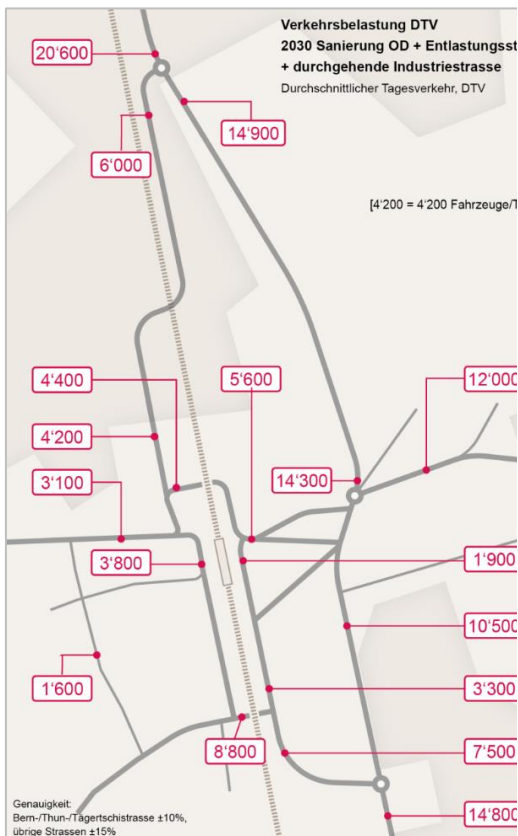 Verkehrsbelastung DTV
2030 Sanierung OD + Entlastungsst
+ durchgehende Industriestrasse
Durchschnittlicher Tagesverkehr, DTV
20‘600
14‘900
6‘000
[4‘200 = 4‘200 Fahrzeuge/T
4‘400
5‘600
12‘000
4‘200
3‘100
14‘300
3‘800
1‘900
10‘500
1‘600
3‘300
8‘800
7‘500
14‘800
Genauigkeit:
Bern-/Thun-/Tägertschistrasse ±10%,
übrige Strassen ±15%